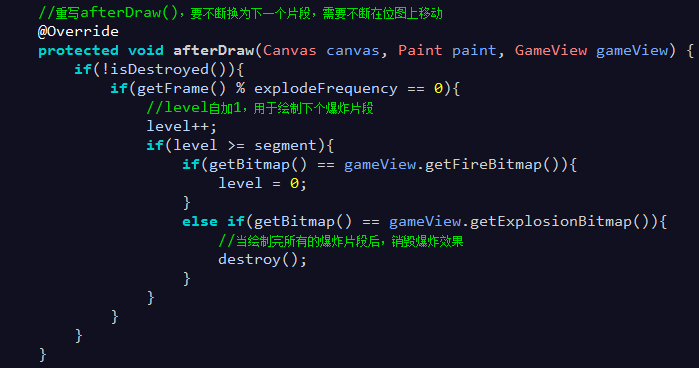 //重写afterDraw()，要不断换为下一个片段，需要不断在位图上移动
@Override
protected void afterDraw(Canvas canvas, Paint paint, GameView gameView) {
if(!isDestroyed()){
if(getFrame() % explodeFrequency == 0){
//level自加1，用于绘制下个爆炸片段
level++;
if(level >= segment){
if(getBitmap() == gameView.getFireBitmap()){
level = 0;
}
else if(getBitmap() == gameView.getExplosionBitmap()){
//当绘制完所有的爆炸片段后，销毁爆炸效果
destroy();
}
}
}
}
}